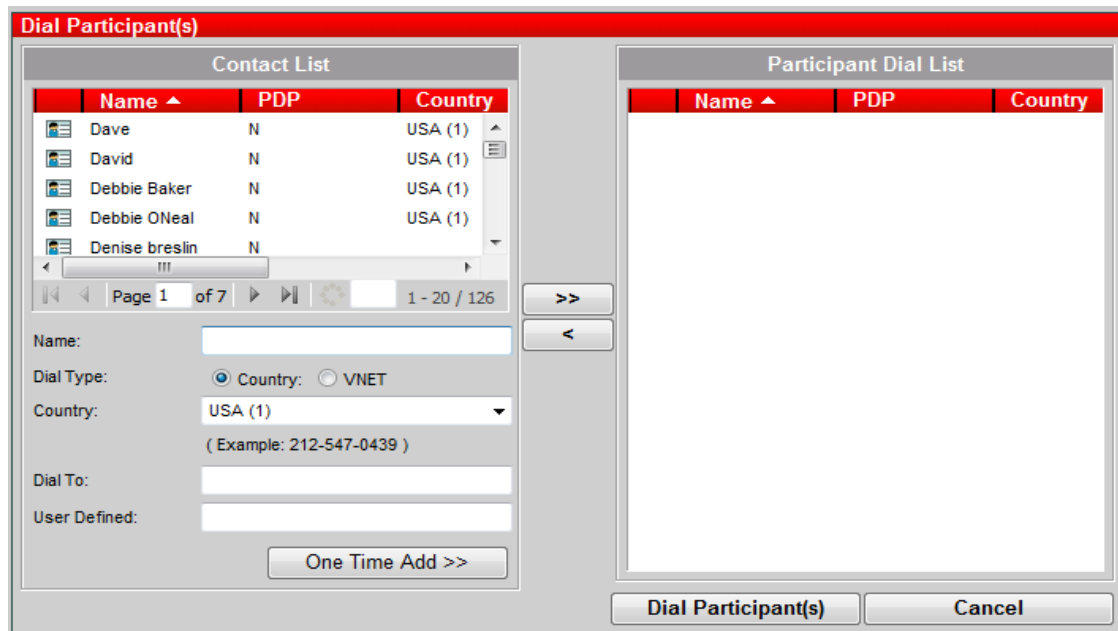 Dial Participant(s)
Contact List
Name PDP Country
Dave N USA (1)
David N USA (1)
Debbie Baker N USA (1)
Debbie ONeal N USA (1)
Denise breslin N
Page 1 of 7 1 - 20 / 126
Name:
Dial Type: Country: VNET
Country: USA (1)
( Example: 212-547-0439 )
Dial To:
User Defined:
One Time Add >>
>>
<
Participant Dial List
Name PDP Country
Dial Participant(s) Cancel